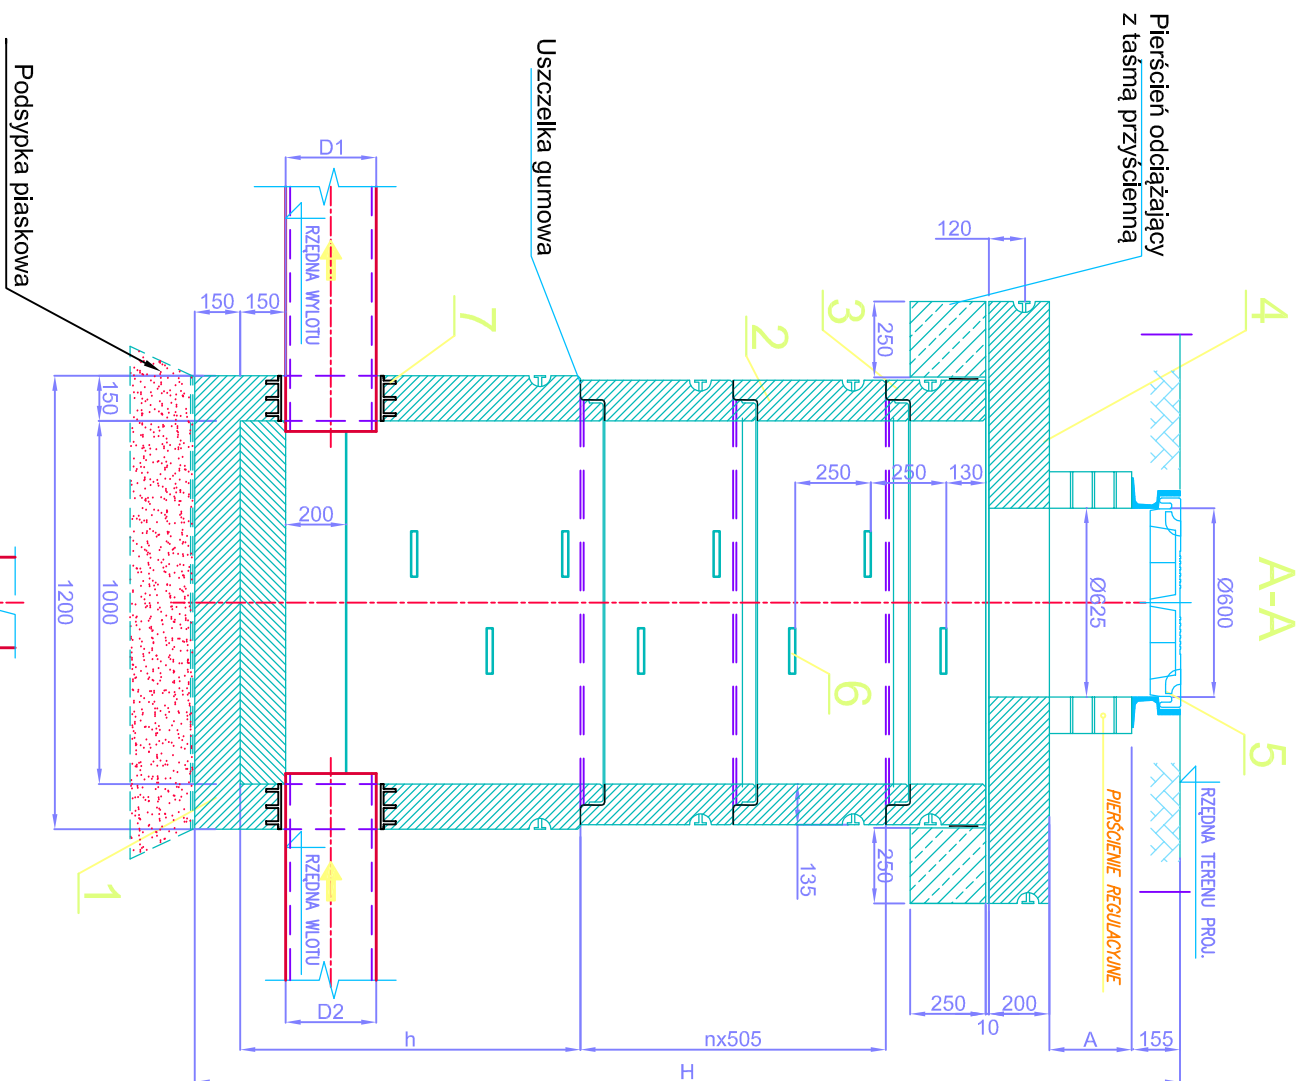 A-A
Pierścień odciążający
z taśmą przyścienną
Uszczelka gumowa
Podsypka piaskowa
RZĘDNA TERENU PROJ.
PIERŚCIENIE REGULACYJNE
RZĘDNA WYLOTU
RZĘDNA WLOTU
1
2
3
4
5
6
7
Ø600
Ø625
120
250
250
250
130
200
150
150
150
1000
1200
135
250
D1
D2
h
nx505
250
10
200
A
155
H